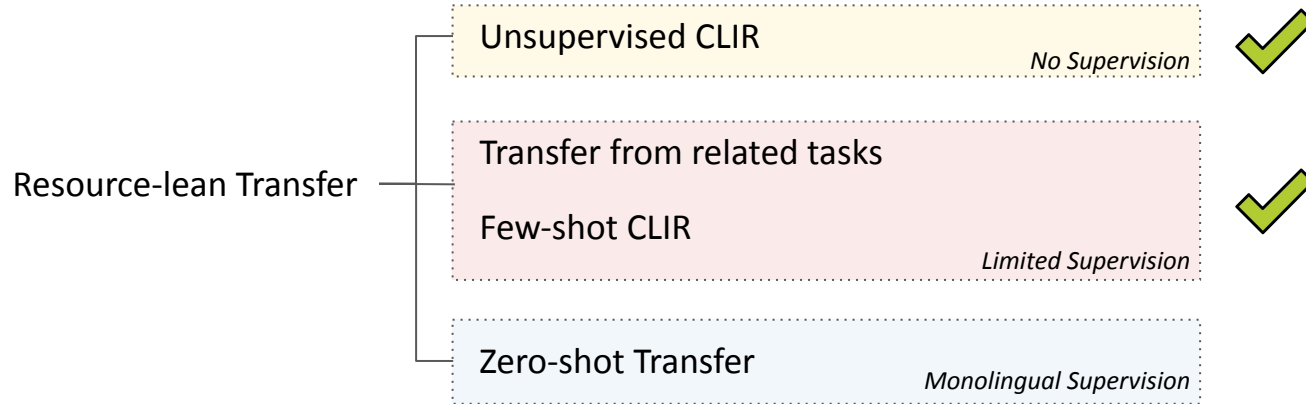 Resource-lean Transfer
Unsupervised CLIR
No Supervision
Transfer from related tasks
Few-shot CLIR
Limited Supervision
Zero-shot Transfer
Monolingual Supervision